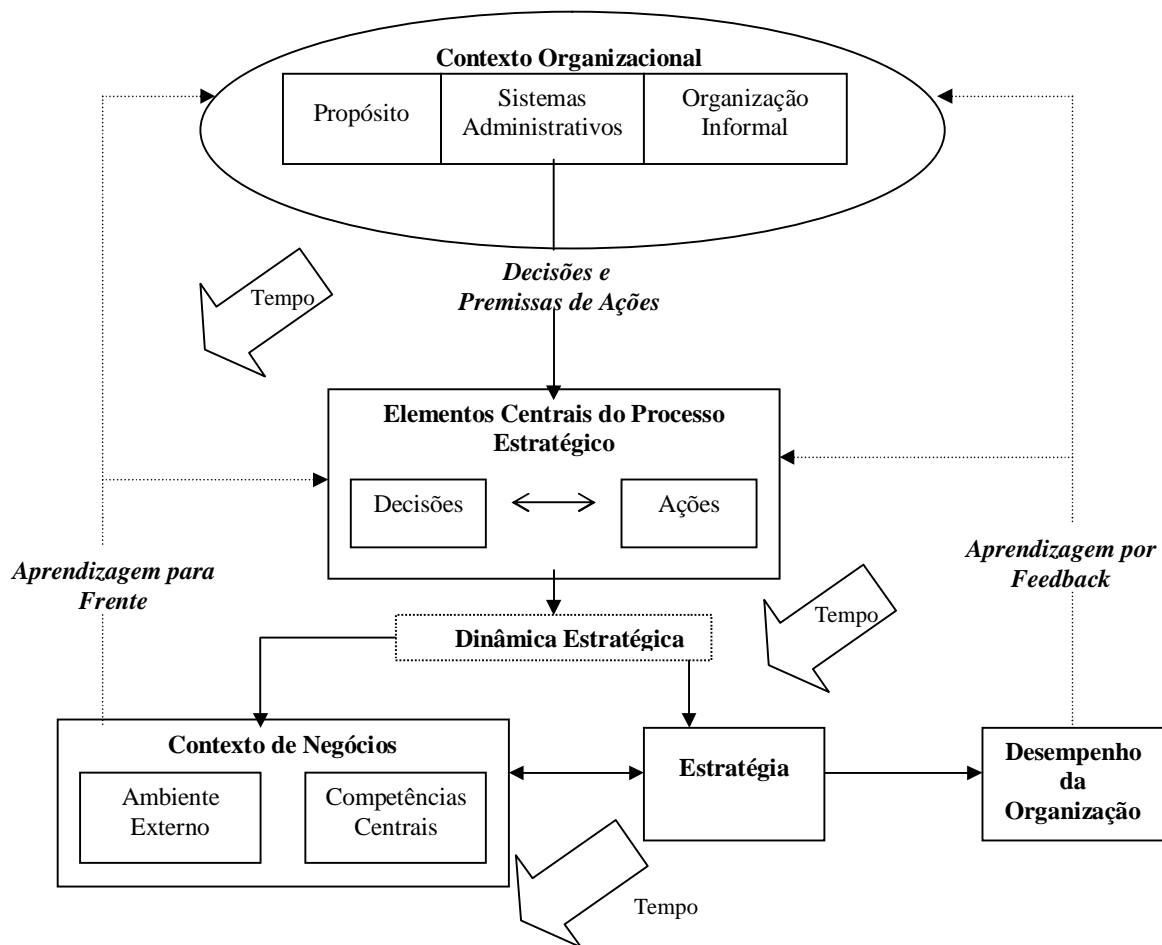 Contexto Organizacional
Propósito
Sistemas
Administrativos
Organização
Informal
Decisões e
Premissas de Ações
Tempo
Elementos Centrais do Processo
Estratégico
Decisões
Ações
Aprendizagem para
Frente
Aprendizagem por
Feedback
Tempo
Dinâmica Estratégica
Contexto de Negócios
Ambiente
Externo
Competências
Centrais
Estratégia
Desempenho
da
Organização
Tempo